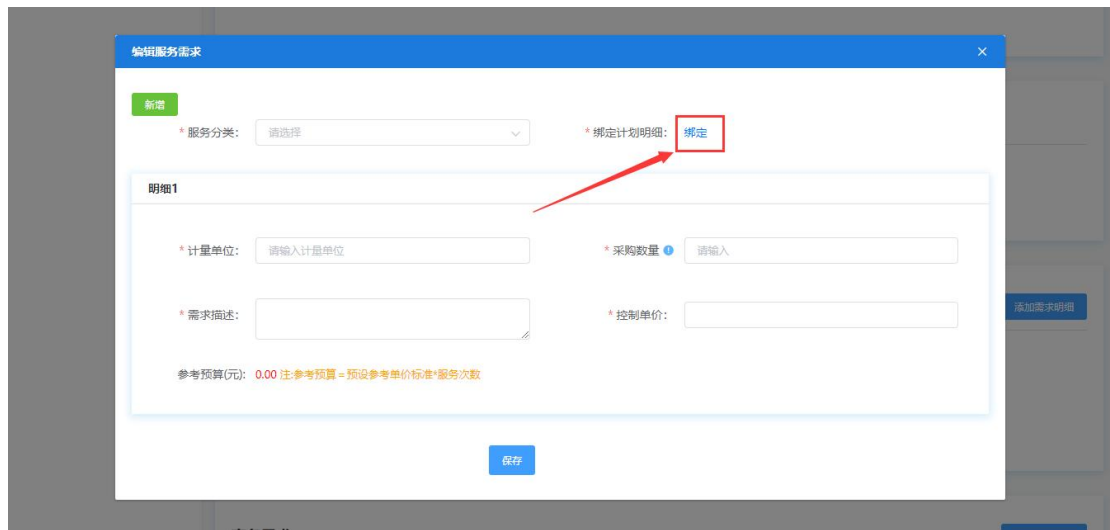 编辑服务需求
新增
* 服务分类: 请选择 * 绑定计划明细: 绑定
明细1
* 计量单位: 请输入计量单位 * 采购数量 请输入
添加需求明细
* 需求描述: * 控制单价:
参考预算(元): 0.00 注:参考预算=预设参考单价标准*服务次数
保存